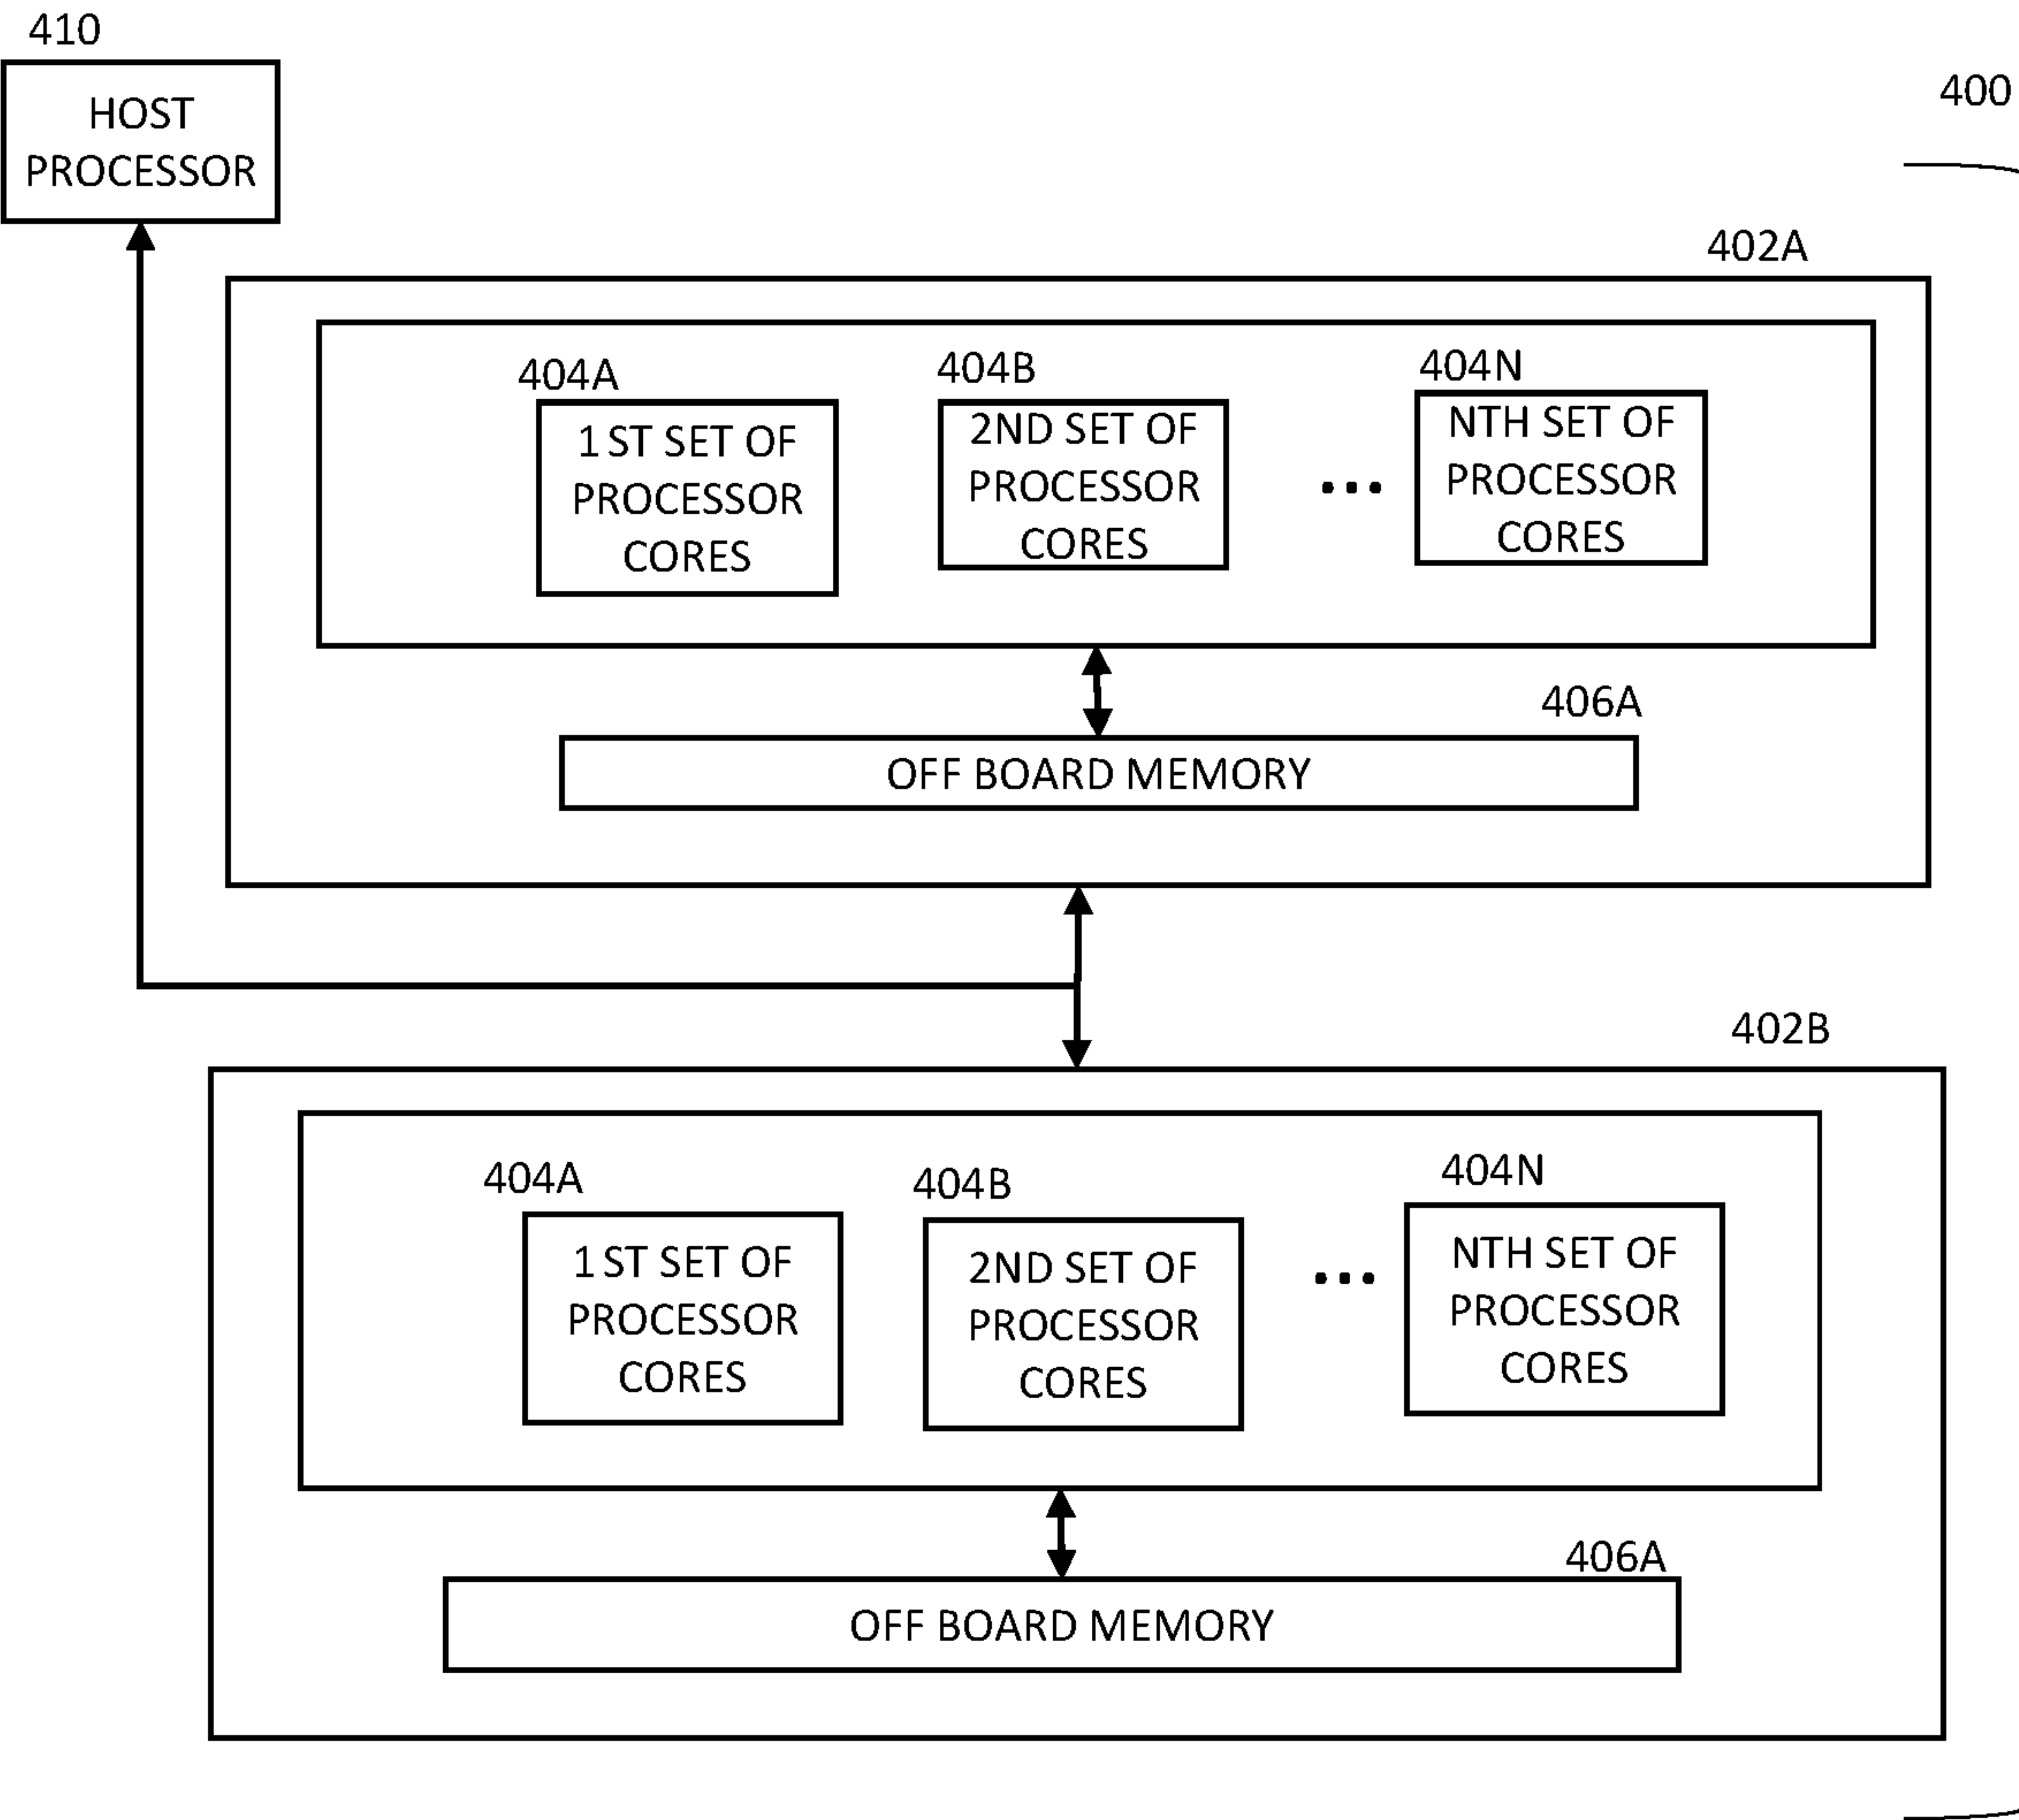 410
HOST
PROCESSOR
400
402A
404A
1 ST SET OF
PROCESSOR
CORES
404B
2ND SET OF
PROCESSOR
CORES
...
404N
NTH SET OF
PROCESSOR
CORES
406A
OFF BOARD MEMORY
402B
404A
1 ST SET OF
PROCESSOR
CORES
404B
2ND SET OF
PROCESSOR
CORES
...
404N
NTH SET OF
PROCESSOR
CORES
406A
OFF BOARD MEMORY